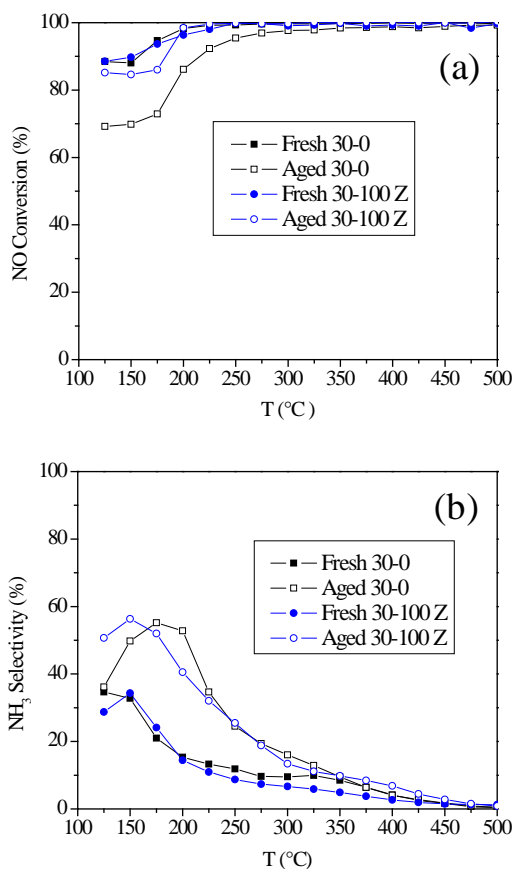 100
80
60
40
20
0
NO Conversion (%)
(a)
Fresh 30-0
Aged 30-0
Fresh 30-100 Z
Aged 30-100 Z
100 150 200 250 300 350 400 450 500
T (°C)
100
80
60
40
20
0
NH3 Selectivity (%)
(b)
Fresh 30-0
Aged 30-0
Fresh 30-100 Z
Aged 30-100 Z
100 150 200 250 300 350 400 450 500
T (°C)